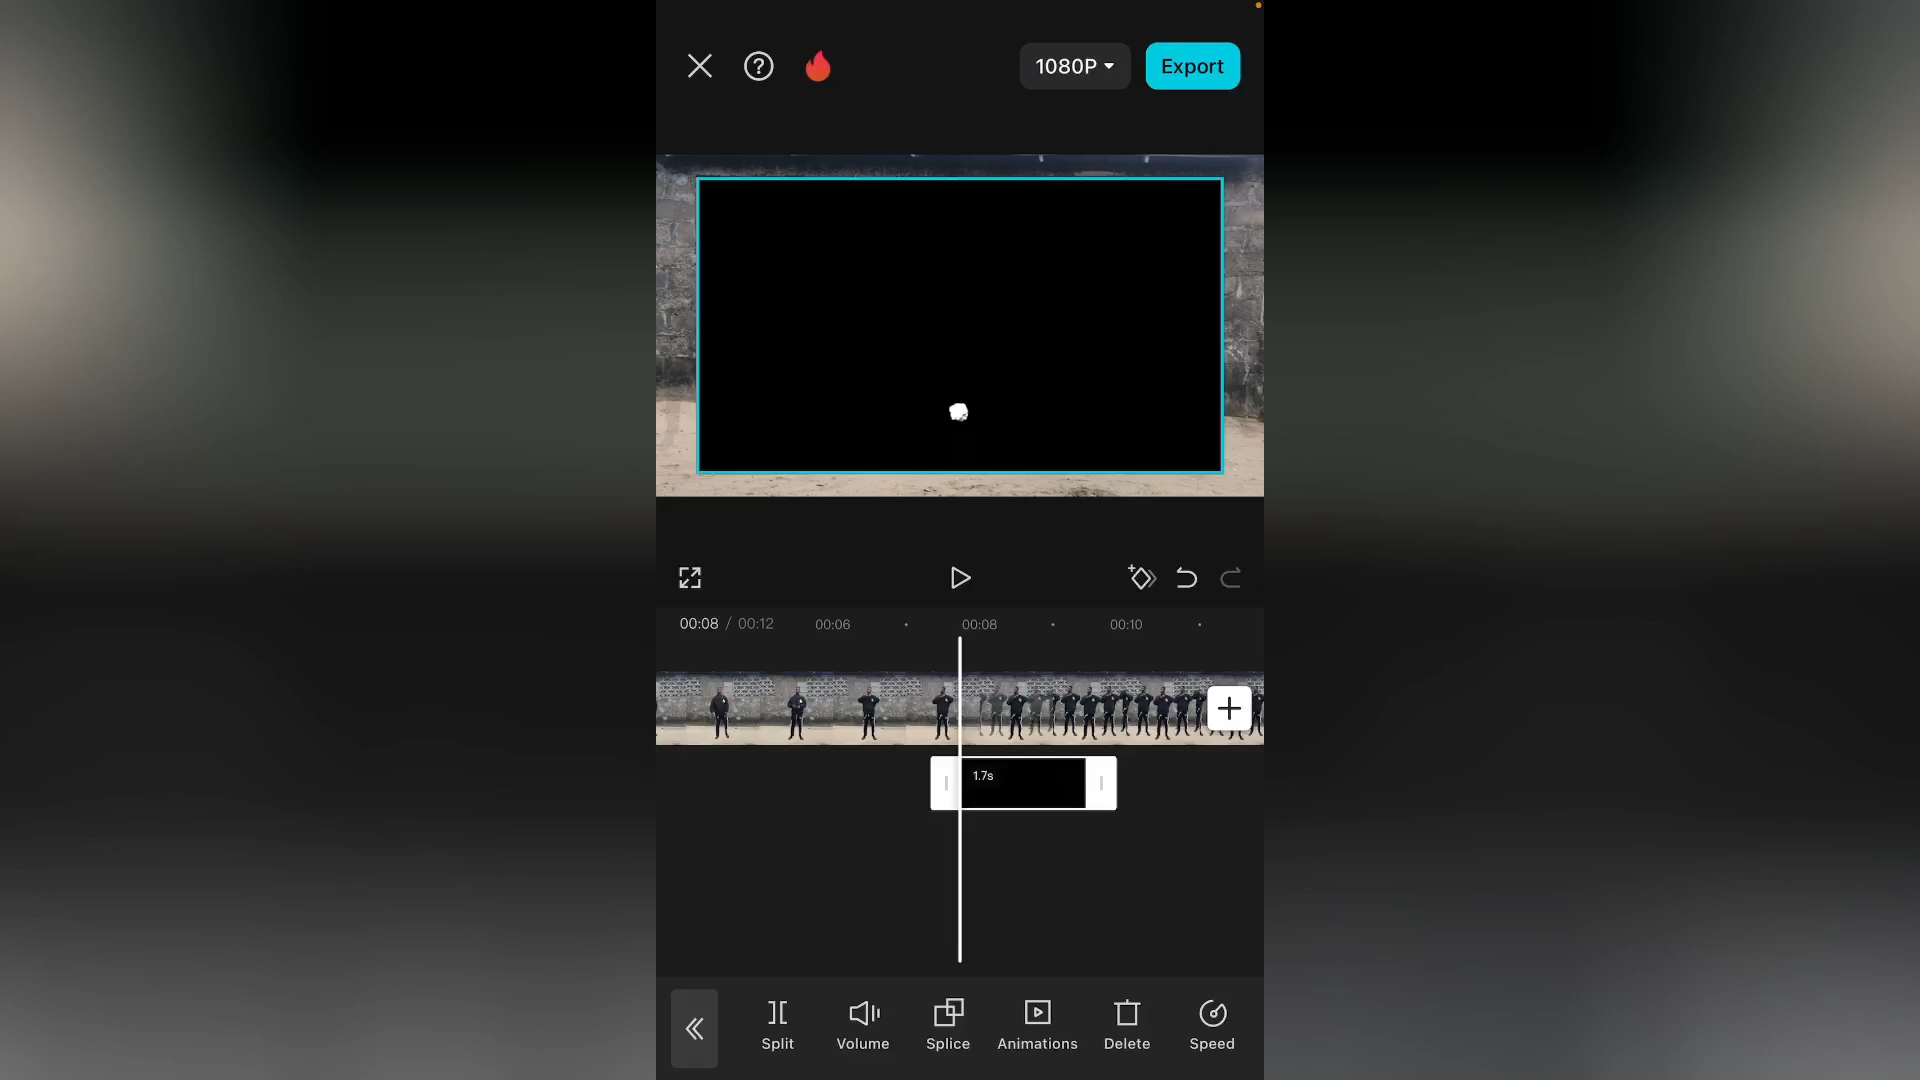 ?
1080P
Export
00:08 / 00:12
00:06
00:08
00:10
1.7s
Split
Volume
Splice
Animations
Delete
Speed